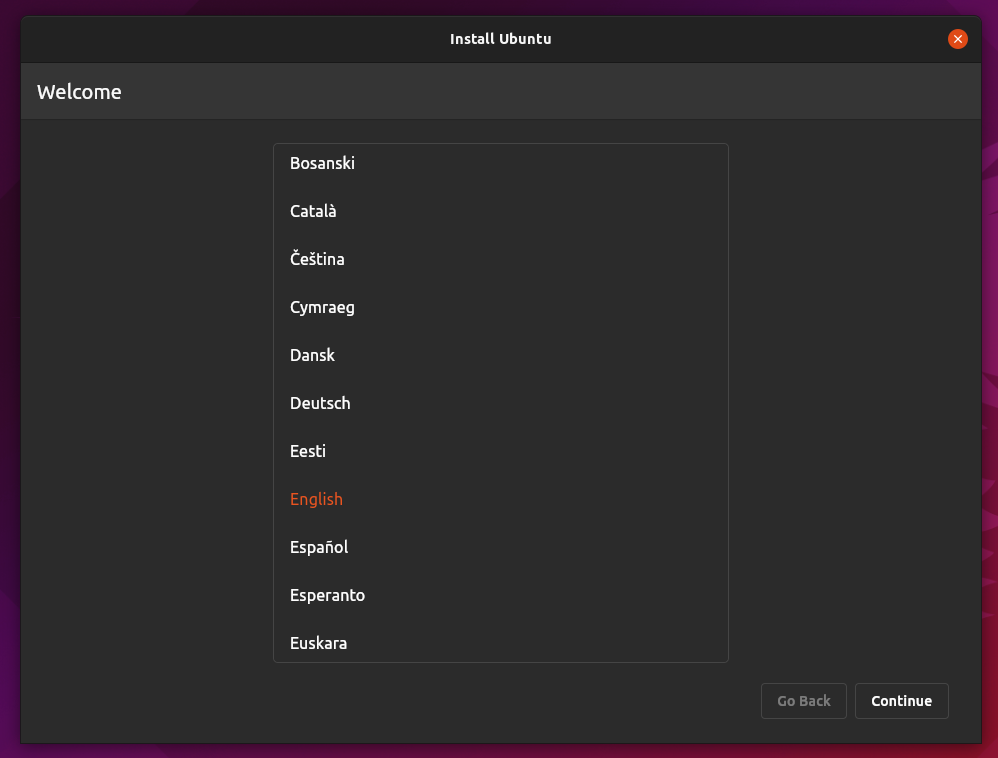 Install Ubuntu
Welcome
Bosanski
Català
Čeština
Cymraeg
Dansk
Deutsch
Eesti
English
Español
Esperanto
Euskara
Go Back
Continue